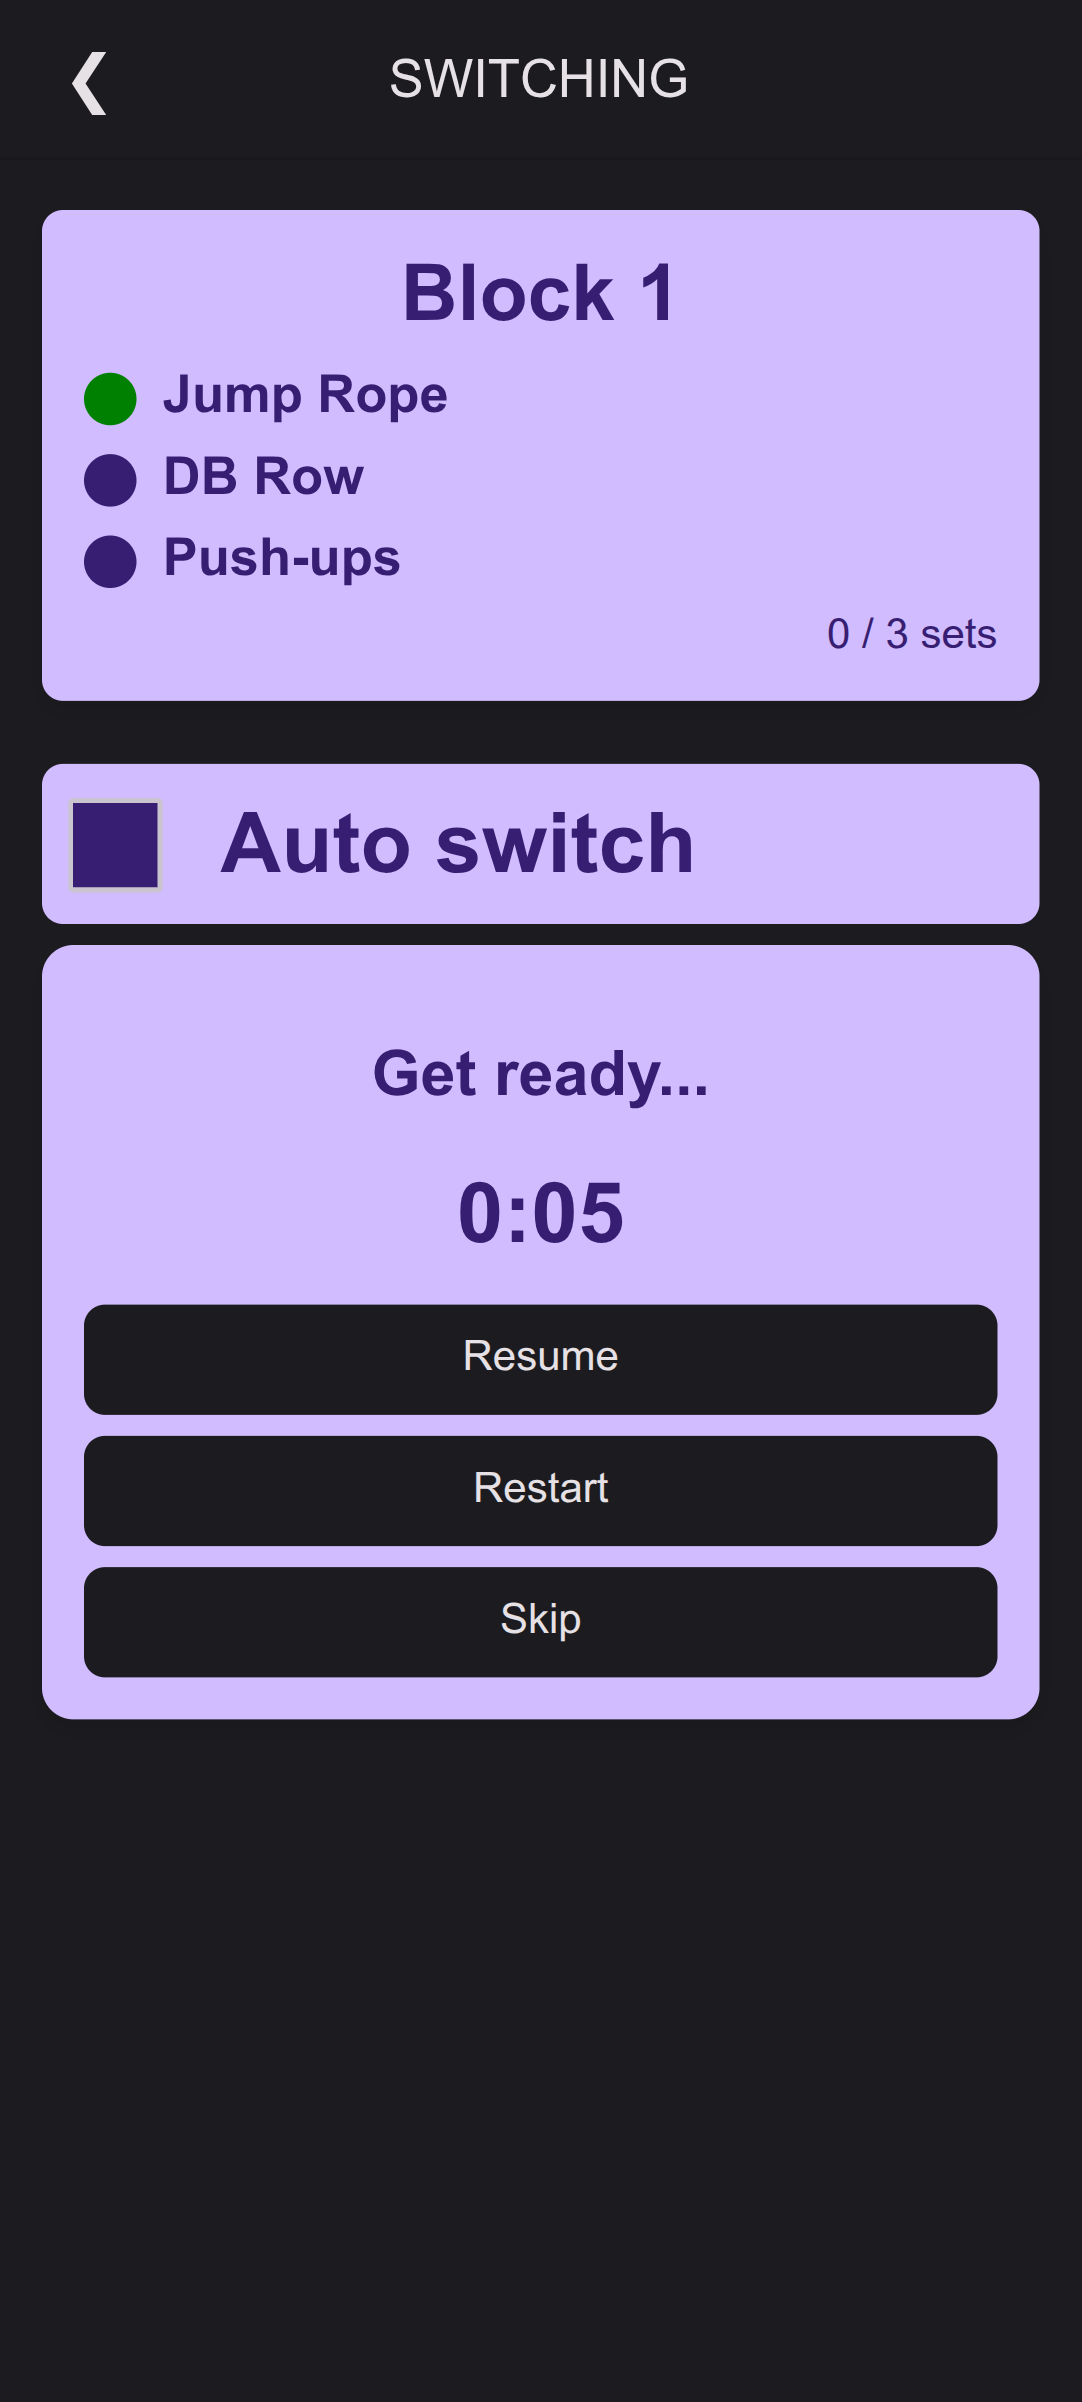 SWITCHING
Block 1
Jump Rope
DB Row
Push-ups
0 / 3 sets
Auto switch
Get ready...
0:05
Resume
Restart
Skip